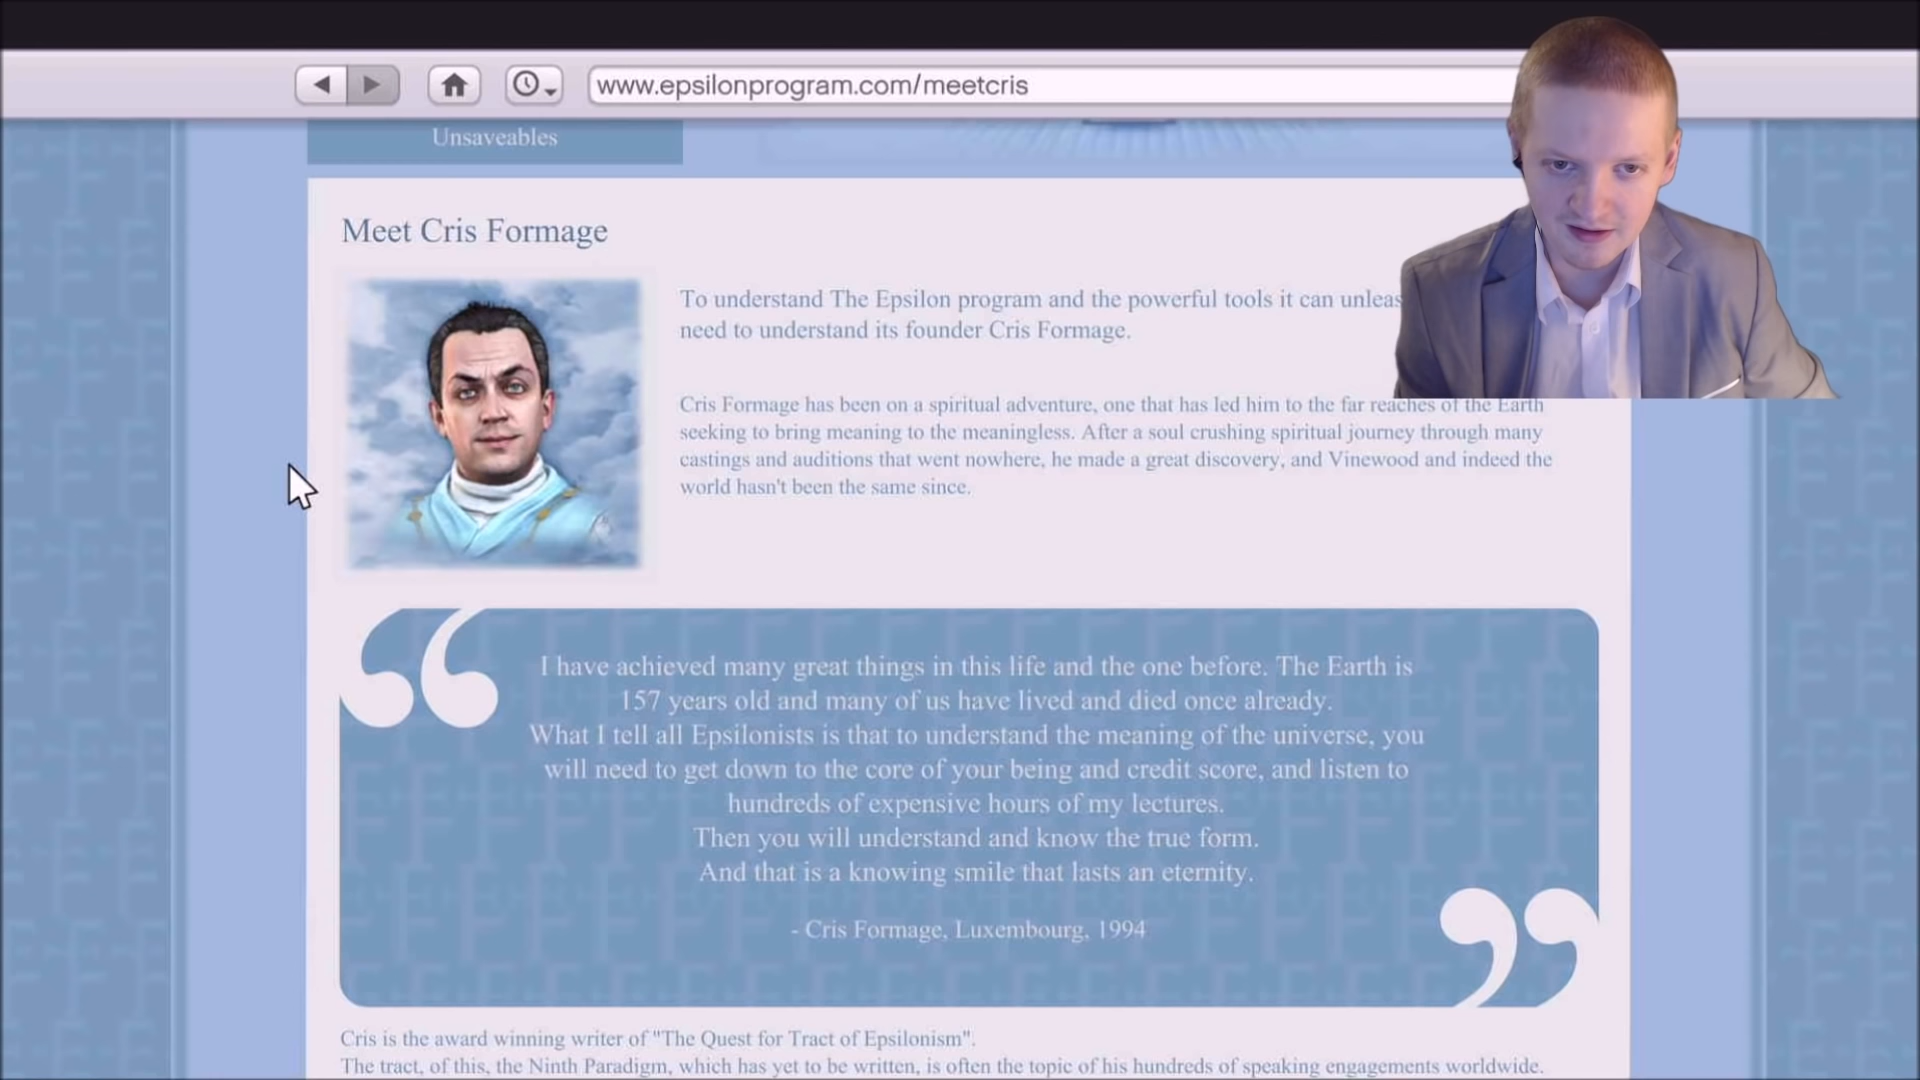 www.epsilonprogram.com/meetcris
Unsaveables
Meet Cris Formage
To understand The Epsilon program and the powerful tools it can
need to understand its founder Cris Formage.
Cris Formage has been on a spiritual adventure, one that has led him to the far reaches of the Earth
seeking to bring meaning to the meaningless. After a soul crushing spiritual journey through many
castings and auditions that went nowhere, he made a great discovery, and Vinewood and indeed the
world hasn't been the same since.
I have achieved many great things in this life and the one before. The Earth is
157 years old and many of us have lived and died once already.
What I tell all Epsilonists is that to understand the meaning of the universe, you
will need to get down to the core of your being and credit score, and listen to
hundreds of expensive hours of my lectures.
Then you will understand and know the true form.
And that is a knowing smile that lasts an eternity.
- Cris Formage, Luxembourg, 1994
Cris is the award winning writer of "The Quest for Tract of Epsilonism".
The tract, of this, the Ninth Paradigm, which has yet to be written, is often the topic of his hundreds of speaking engagements worldwide.